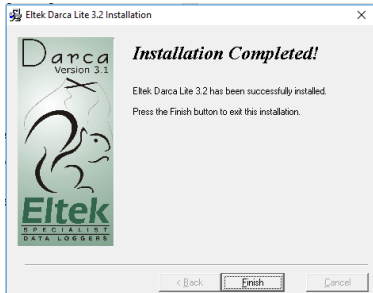 Eltek Darca Lite 3.2 Installation
Darca
Version 3.1
Eltek
SPECIALIST
DATA LOGGERS
Installation Completed!
Eltek Darca Lite 3.2 has been successfully installed.
Press the Finish button to exit this installation.
< Back
Finish
Cancel